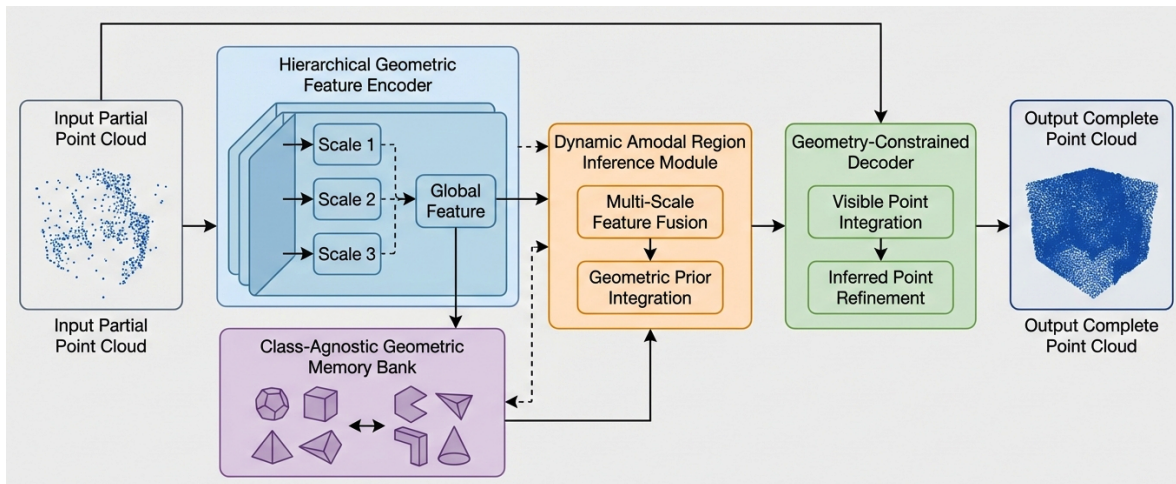 Input Partial
Point Cloud
Input Partial
Point Cloud
Hierarchical Geometric
Feature Encoder
Scale 1
Scale 2
Scale 3
Global
Feature
Class-Agnostic Geometric
Memory Bank
Dynamic Amodal Region
Inference Module
Multi-Scale
Feature Fusion
Geometric Prior
Integration
Geometry-Constrained
Decoder
Visible Point
Integration
Inferred Point
Refinement
Output Complete
Point Cloud
Output Complete
Point Cloud